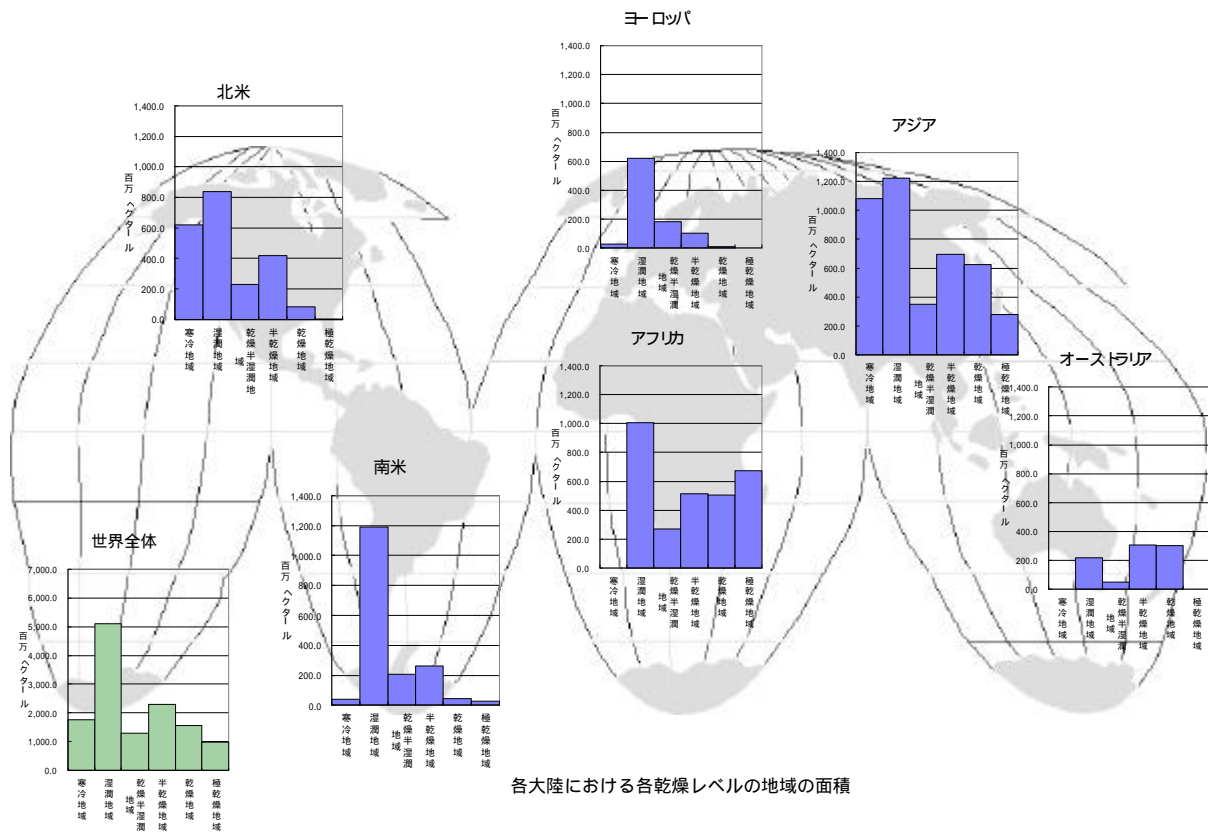 ヨーロッパ
1,400.0
1,200.0
1,000.0
800.0
600.0
400.0
200.0
0.0
百万ヘクタール
寒冷地域
湿潤地域
乾燥半湿潤地域
半乾燥地域
乾燥地域
極乾燥地域
北米
1,400.0
1,200.0
1,000.0
800.0
600.0
400.0
200.0
0.0
百万ヘクタール
寒冷地域
湿潤地域
乾燥半湿潤地域
半乾燥地域
乾燥地域
極乾燥地域
アジア
1,400.0
1,200.0
1,000.0
800.0
600.0
400.0
200.0
0.0
百万ヘクタール
寒冷地域
湿潤地域
乾燥半湿潤地域
半乾燥地域
乾燥地域
極乾燥地域
アフリカ
1,400.0
1,200.0
1,000.0
800.0
600.0
400.0
200.0
0.0
百万ヘクタール
寒冷地域
湿潤地域
乾燥半湿潤地域
半乾燥地域
乾燥地域
極乾燥地域
オーストラリア
1,400.0
1,200.0
1,000.0
800.0
600.0
400.0
200.0
0.0
百万ヘクタール
寒冷地域
湿潤地域
乾燥半湿潤地域
半乾燥地域
乾燥地域
極乾燥地域
南米
1,400.0
1,200.0
1,000.0
800.0
600.0
400.0
200.0
0.0
百万ヘクタール
寒冷地域
湿潤地域
乾燥半湿潤地域
半乾燥地域
乾燥地域
極乾燥地域
世界全体
7,000.0
6,000.0
5,000.0
4,000.0
3,000.0
2,000.0
1,000.0
0.0
百万ヘクタール
寒冷地域
湿潤地域
乾燥半湿潤地域
半乾燥地域
乾燥地域
極乾燥地域
各大陸における各乾燥レベルの地域の面積